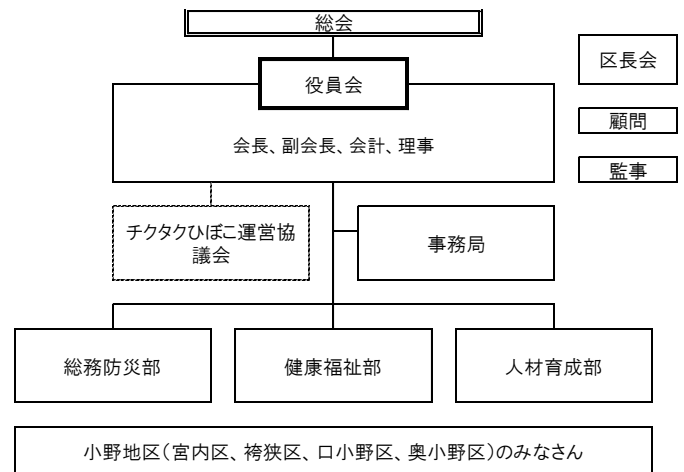 総会
役員会
区長会
会長、副会長、会計、理事
顧問
監事
チクタクひぼこ運営協
議会
事務局
総務防災部
健康福祉部
人材育成部
小野地区(宮内区、袴狭区、口小野区、奥小野区)のみなさん